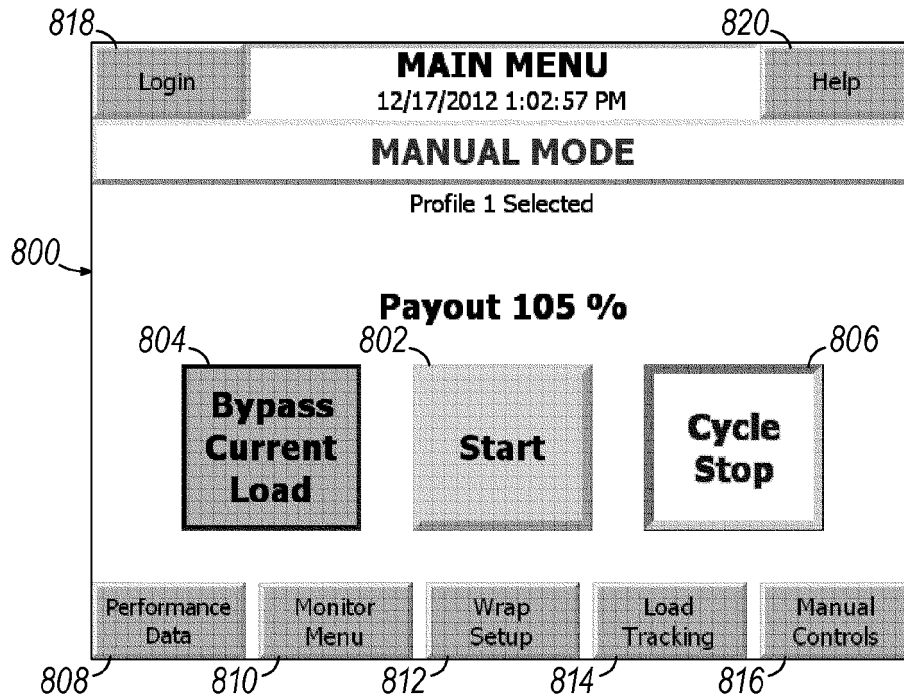 818
820
Login
MAIN MENU
Help
12/17/2012 1:02:57 PM
MANUAL MODE
Profile 1 Selected
800
Payout 105 %
804
802
806
Bypass
Current
Load
Start
Cycle
Stop
Performance
Data
Monitor
Menu
Wrap
Setup
Load
Tracking
Manual
Controls
808
810
812
814
816